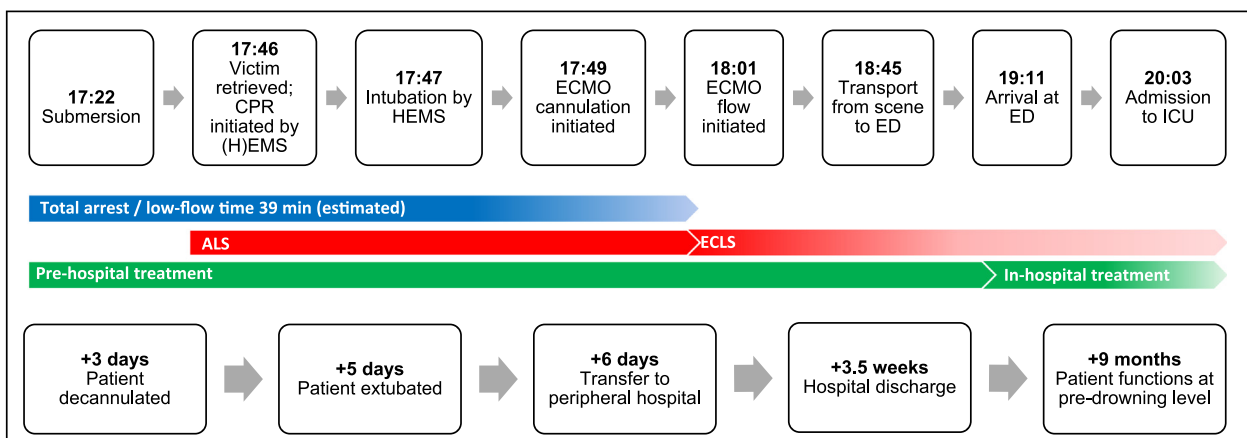 17:22
Submersion
17:46
Victim
retrieved;
CPR
initiated by
(H)EMS
17:47
Intubation by
HEMS
17:49
ECMO
cannulation
initiated
18:01
ECMO
flow
initiated
18:45
Transport
from scene
to ED
19:11
Arrival at
ED
20:03
Admission
to ICU
Total arrest / low-flow time 39 min (estimated)
ALS
ECLS
Pre-hospital treatment
In-hospital treatment
+3 days
Patient
decannulated
+5 days
Patient extubated
+6 days
Transfer to
peripheral hospital
+3.5 weeks
Hospital discharge
+9 months
Patient functions at
pre-drowning level